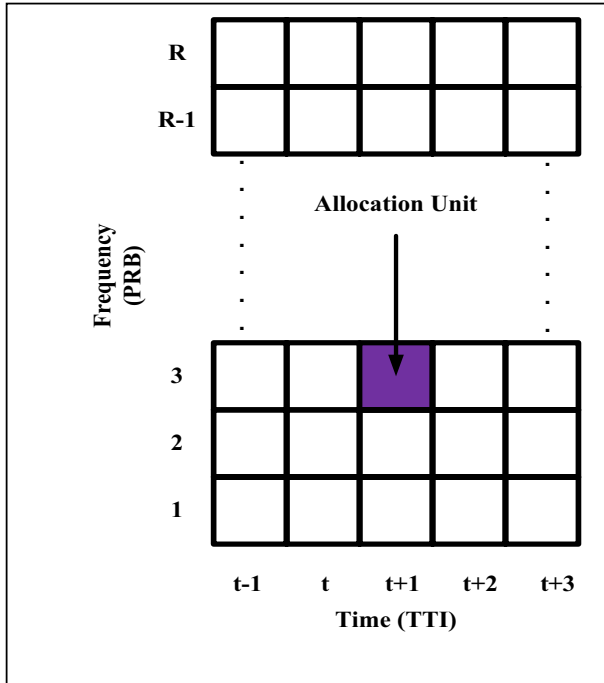 R
R-1
Allocation Unit
Frequency
(PRB)
3
2
1
t-1 t t+1 t+2 t+3
Time (TTI)